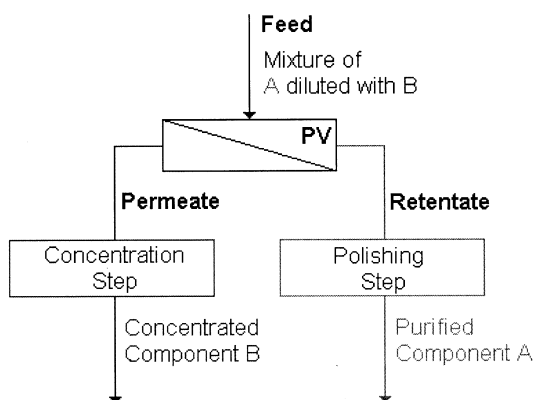 Feed
Mixture of
A diluted with B
PV
Permeate
Retentate
Concentration
Step
Polishing
Step
Concentrated
Component B
Purified
Component A